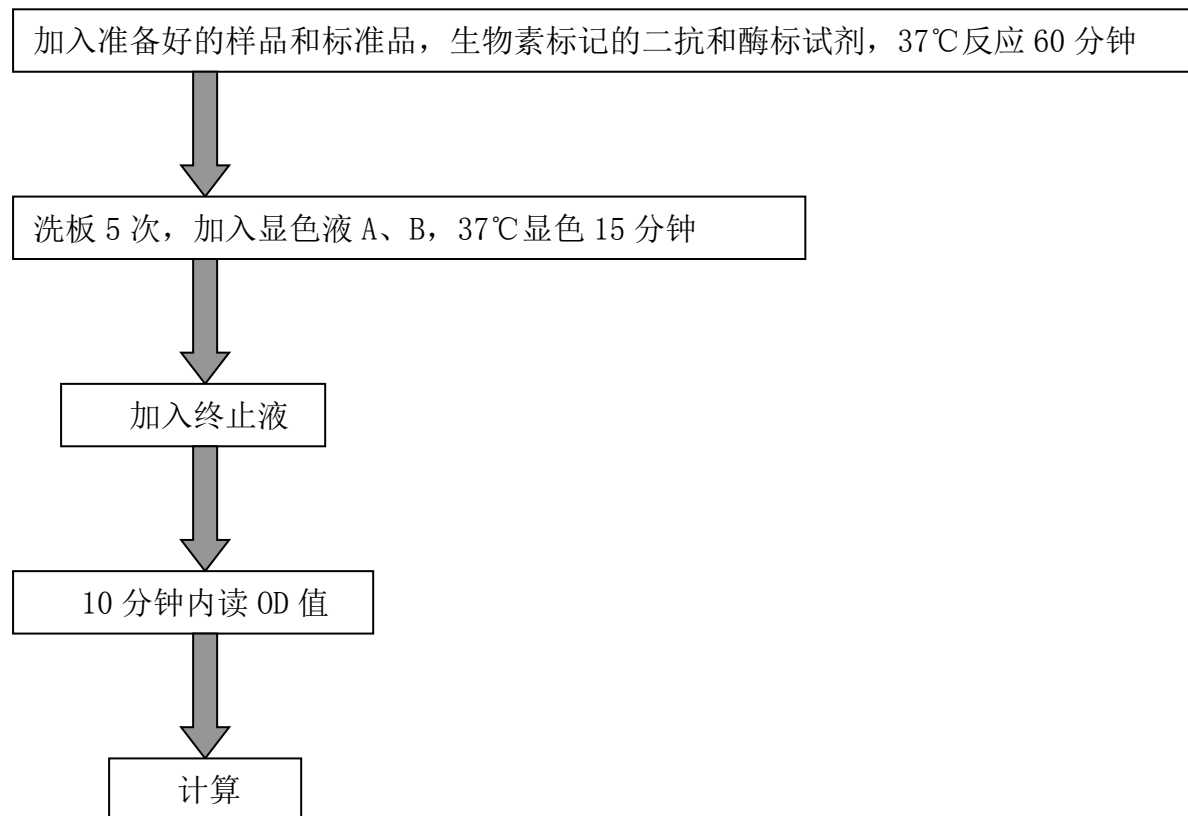 加入准备好的样品和标准品，生物素标记的二抗和酶标试剂，37℃反应 60 分钟
洗板 5 次，加入显色液 A、B，37℃显色 15 分钟
加入终止液
10 分钟内读 OD 值
计算